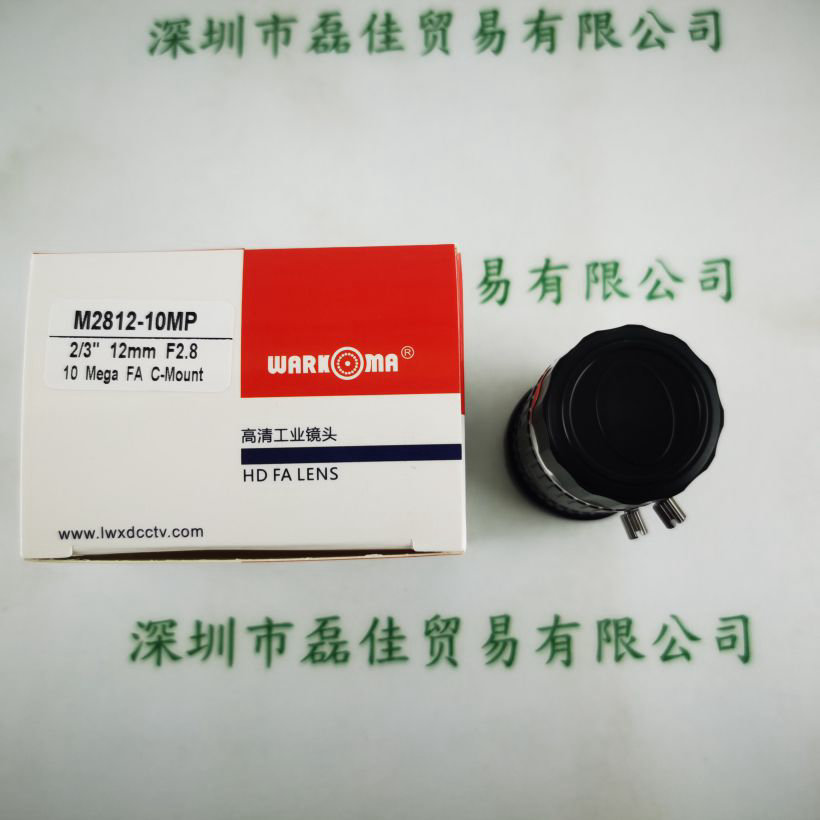 深圳市磊佳贸易有限公司
易有限公司
M2812-10MP
2/3" 12mm F2.8
10 Mega FA C-Mount
WARKOMA®
高清工业镜头
HD FA LENS
www.lwxdcctv.com
深圳市磊佳贸易有限公司